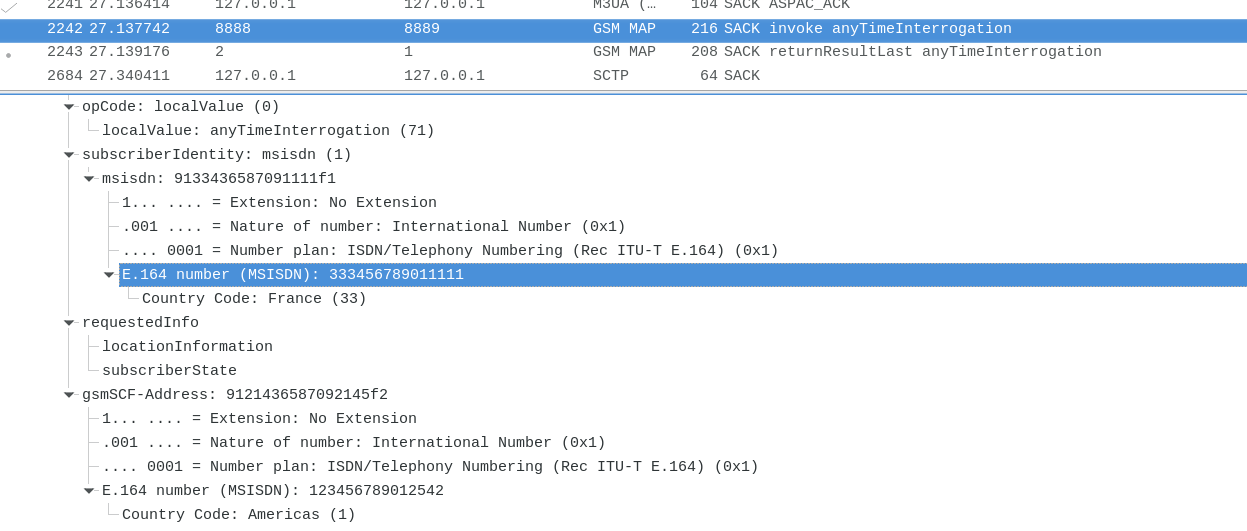 2241 27.136414 127.0.0.1 127.0.0.1 M3UA (… 104 SACK ASPAC_ACK
2242 27.137742 8888 8889 GSM MAP 216 SACK invoke anyTimeInterrogation
2243 27.139176 2 1 GSM MAP 208 SACK returnResultLast anyTimeInterrogation
2684 27.340411 127.0.0.1 127.0.0.1 SCTP 64 SACK
opCode: localValue (0)
localValue: anyTimeInterrogation (71)
subscriberIdentity: msisdn (1)
msisdn: 9133436587091111f1
1... .... = Extension: No Extension
.001 .... = Nature of number: International Number (0x1)
.... 0001 = Number plan: ISDN/Telephony Numbering (Rec ITU-T E.164) (0x1)
E.164 number (MSISDN): 333456789011111
Country Code: France (33)
requestedInfo
locationInformation
subscriberState
gsmSCF-Address: 9121436587092145f2
1... .... = Extension: No Extension
.001 .... = Nature of number: International Number (0x1)
.... 0001 = Number plan: ISDN/Telephony Numbering (Rec ITU-T E.164) (0x1)
E.164 number (MSISDN): 123456789012542
Country Code: Americas (1)